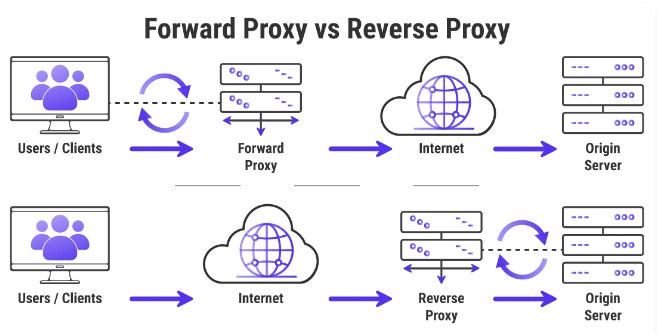 Forward Proxy vs Reverse Proxy
Users / Clients
Forward
Proxy
Internet
Origin
Server
Users / Clients
Internet
Reverse
Proxy
Origin
Server